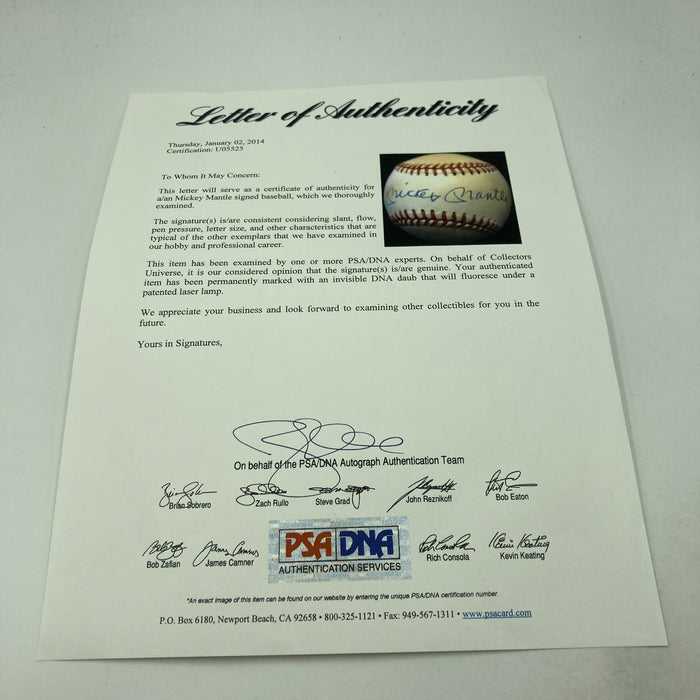 Letter of Authenticity
Thursday, January 02, 2014
Certification: U05525
To Whom It May Concern:
This letter will serve as a certificate of authenticity for
a/an Mickey Mantle signed baseball, which we thoroughly
examined.
Mickey Mantle
The signature(s) is/are consistent considering slant, flow,
pen pressure, letter size, and other characteristics that are
typical of the other exemplars that we have examined in
our hobby and professional career.
This item has been examined by one or more PSA/DNA experts. On behalf of Collectors
Universe, it is our considered opinion that the signature(s) is/are genuine. Your authenticated
item has been permanently marked with an invisible DNA daub that will fluoresce under a
patented laser lamp.
We appreciate your business and look forward to examining other collectibles for you in the
future.
Yours in Signatures,
On behalf of the PSA/DNA Autograph Authentication Team
Brian Sobrero Zach Rullo Steve Grad John Reznikoff Bob Eaton
Bob Zafian James Camner Rich Consola Kevin Keating
PSA DNA
AUTHENTICATION SERVICES
*An exact image of this item can be found on our website by entering the unique PSA/DNA certification number.
P.O. Box 6180, Newport Beach, CA 92658 • 800-325-1121 • Fax: 949-567-1311 • www.psacard.com